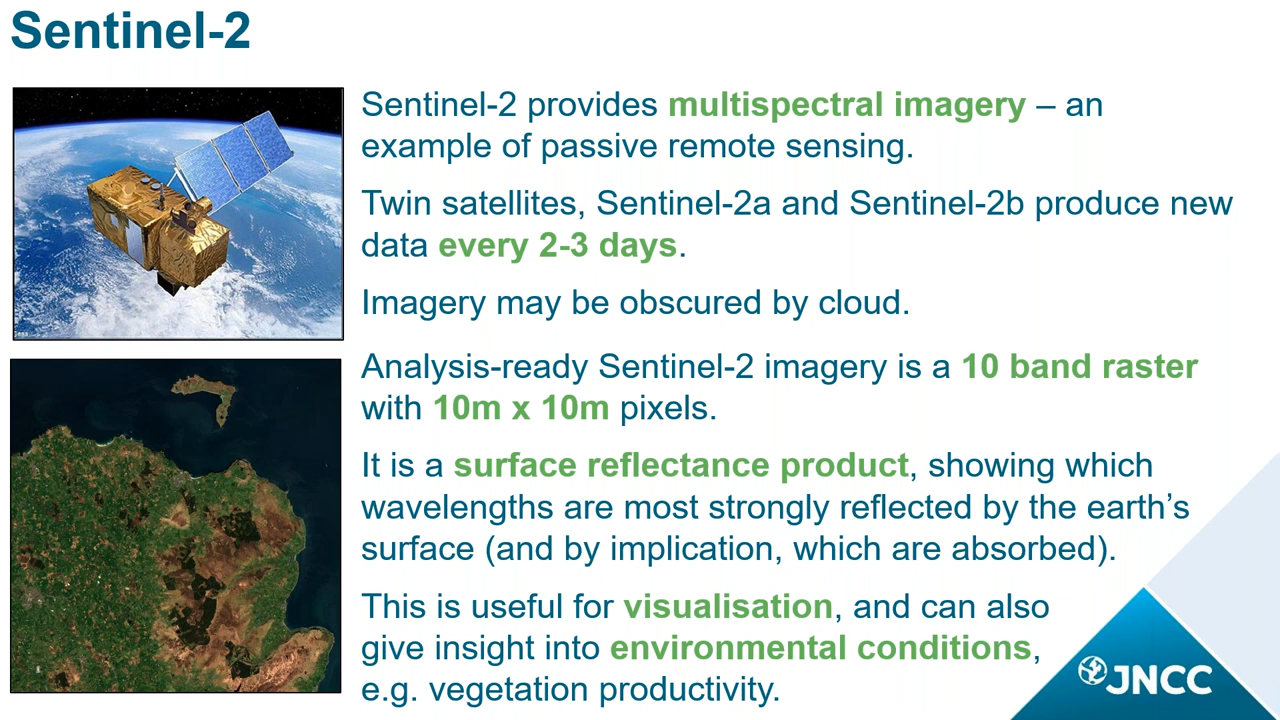 Sentinel-2
Sentinel-2 provides multispectral imagery – an
example of passive remote sensing.
Twin satellites, Sentinel-2a and Sentinel-2b produce new
data every 2-3 days.
Imagery may be obscured by cloud.
Analysis-ready Sentinel-2 imagery is a 10 band raster
with 10m x 10m pixels.
It is a surface reflectance product, showing which
wavelengths are most strongly reflected by the earth’s
surface (and by implication, which are absorbed).
This is useful for visualisation, and can also
give insight into environmental conditions,
e.g. vegetation productivity.
JNCC